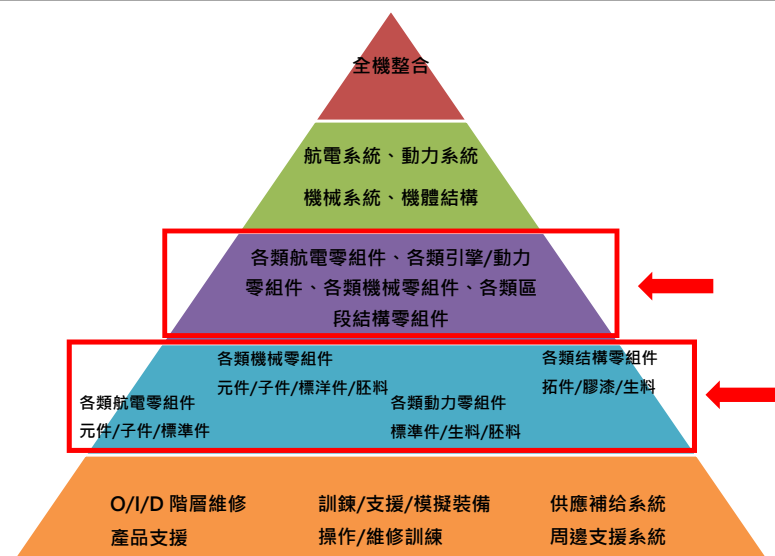 全機整合
航電系統、動力系統
機械系統、機體結構
各類航電零組件、各類引擎/動力
零組件、各類機械零組件、各類區
段結構零組件
各類機械零組件
元件/子件/標洋件/胚料
各類结構零組件
拓件/膠漆/生料
各類航電零組件
元件/子件/標準件
各類動力零組件
標準件/生料/胚料
O/I/D 階層維修
產品支援
訓鍊/支援/模擬裝備
操作/維修訓練
供應補给系統
周邊支援系統